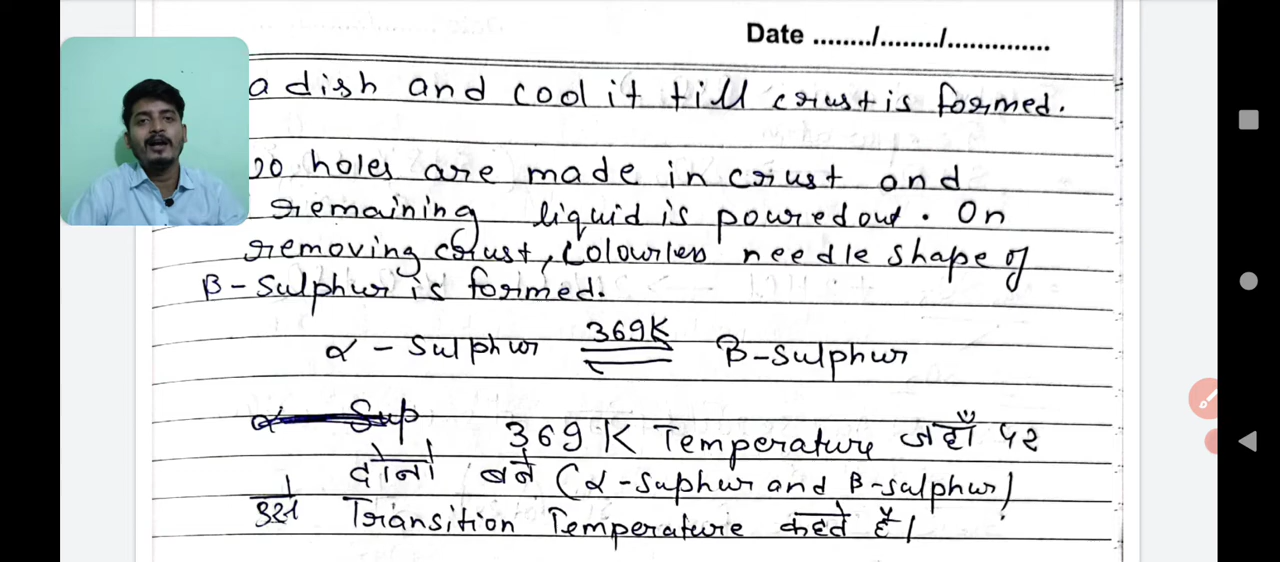 Date ......../......../..............
a dish and cool it till crust is formed.
holes are made in crust and
remaining liquid is poured out. On
removing crust, colourless needle shape of
β-Sulphur is formed.
α-Sulphur 369K β-Sulphur
Sup
369 K Temperature जहाँ पर
दोनो बने (α-Suphur and β-sulphur)
उसे Transition Temperature कहते है।